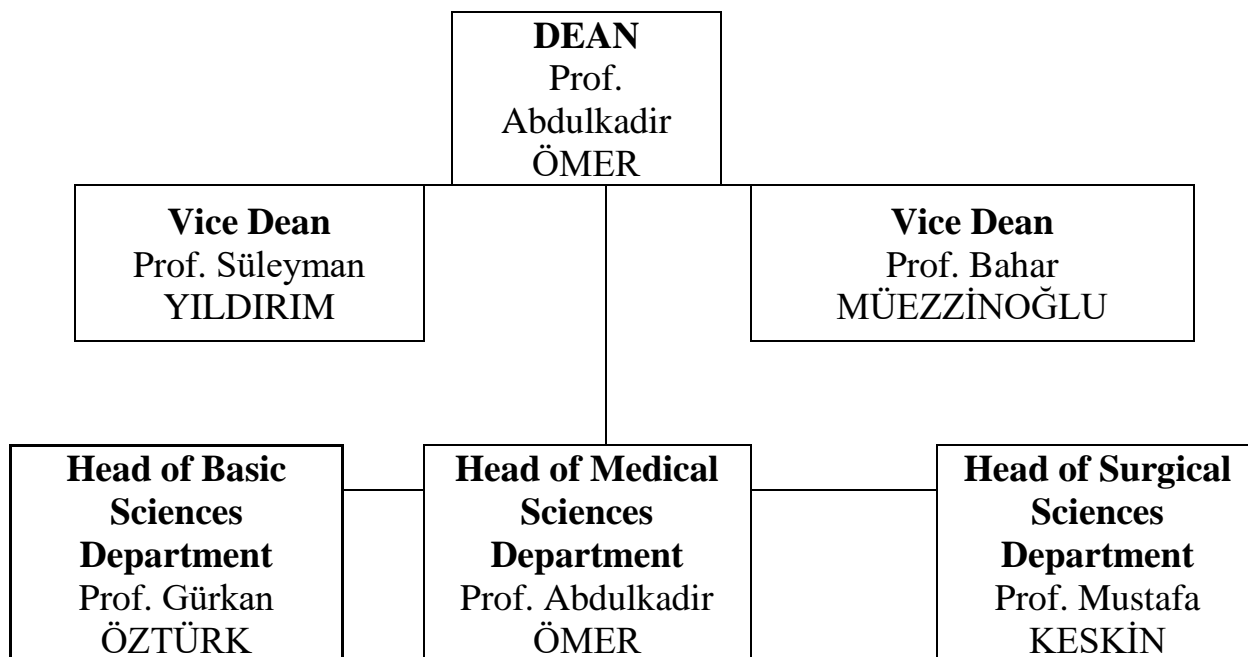 DEAN
Prof.
Abdulkadir
ÖMER
Vice Dean
Prof. Süleyman
YILDIRIM
Vice Dean
Prof. Bahar
MÜEZZİNOĞLU
Head of Basic
Sciences
Department
Prof. Gürkan
ÖZTÜRK
Head of Medical
Sciences
Department
Prof. Abdulkadir
ÖMER
Head of Surgical
Sciences
Department
Prof. Mustafa
KESKİN